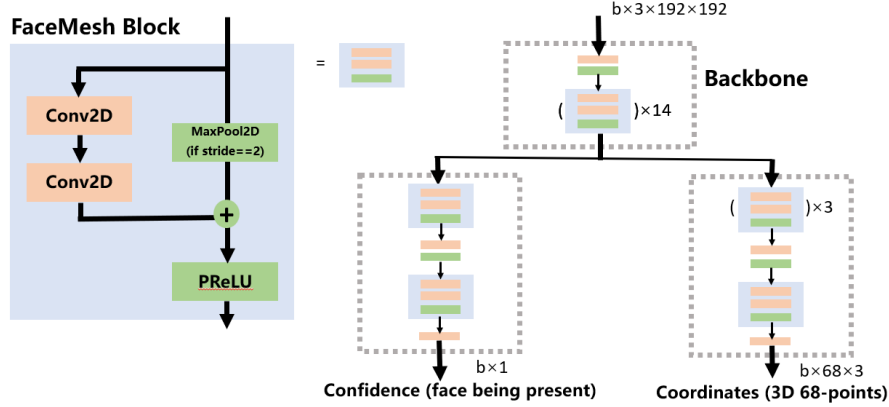 FaceMesh Block
Conv2D
Conv2D
MaxPool2D
(if stride==2)
+
PReLU
=
b×3×192×192
Backbone
( )×14
( )×3
b×1
b×68×3
Confidence (face being present)
Coordinates (3D 68-points)